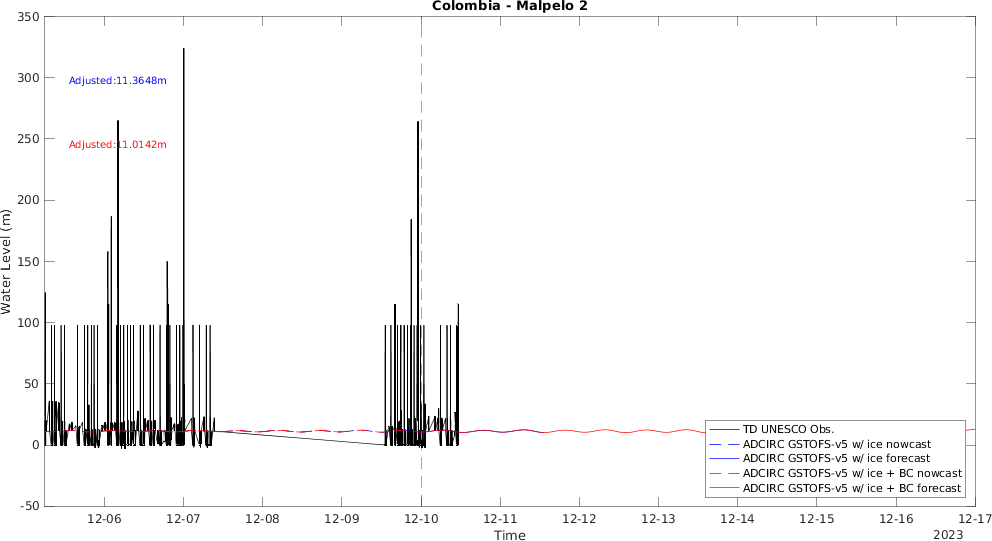 Colombia - Malpelo 2
350
300
250
200
150
100
50
0
-50
Water Level (m)
Adjusted:11.3648m
Adjusted:11.0142m
TD UNESCO Obs.
ADCIRC GSTOFS-v5 w/ ice nowcast
ADCIRC GSTOFS-v5 w/ ice forecast
ADCIRC GSTOFS-v5 w/ ice + BC nowcast
ADCIRC GSTOFS-v5 w/ ice + BC forecast
12-06 12-07 12-08 12-09 12-10 12-11 12-12 12-13 12-14 12-15 12-16 12-17
Time
2023